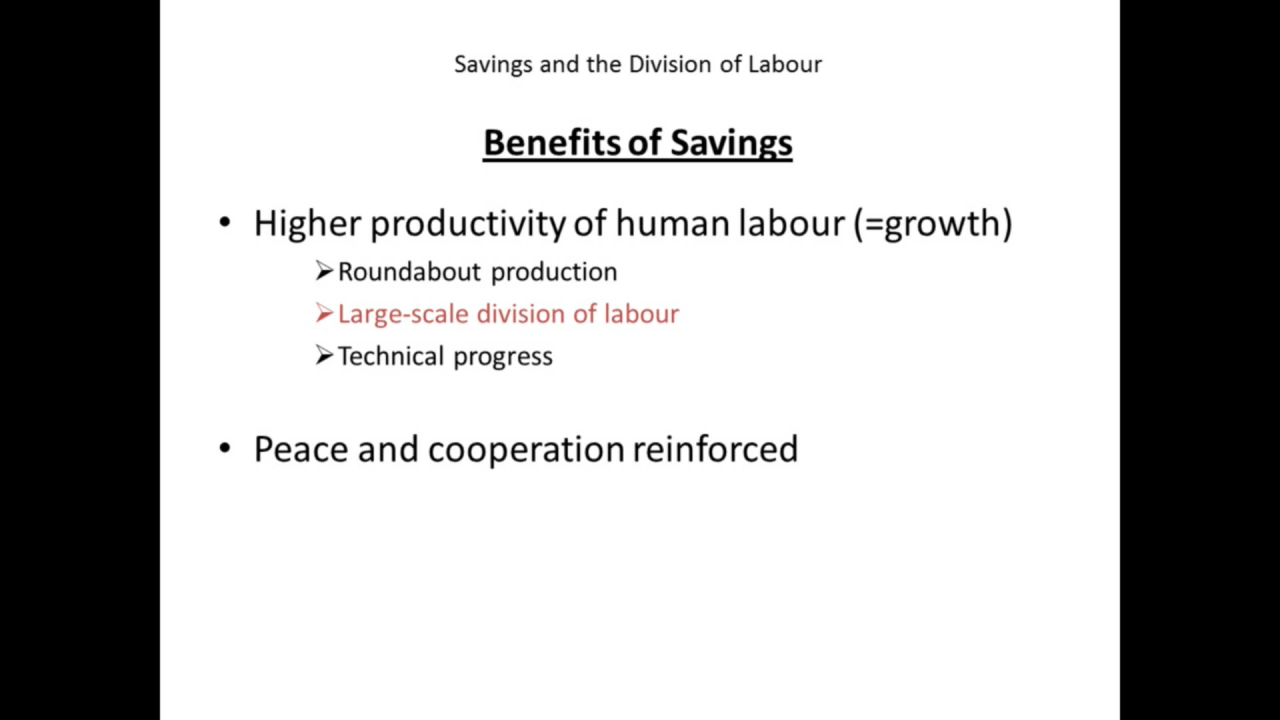 Savings and the Division of Labour
Benefits of Savings
• Higher productivity of human labour (=growth)
➢Roundabout production
➢Large-scale division of labour
➢Technical progress
• Peace and cooperation reinforced